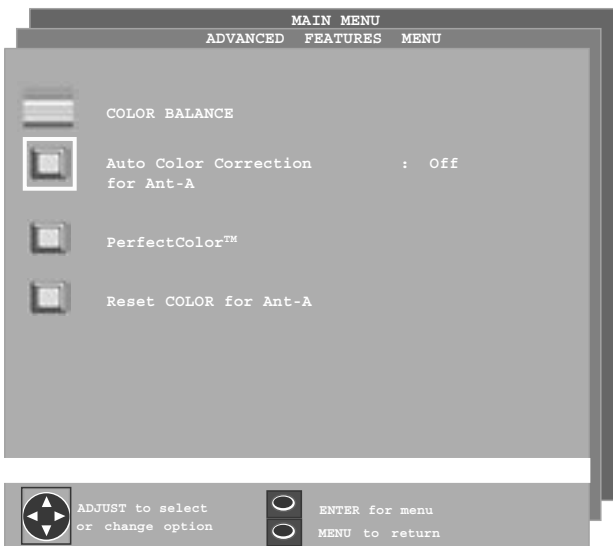 MAIN MENU
ADVANCED FEATURES MENU
COLOR BALANCE
Auto Color Correction : Off
for Ant-A
PerfectColor™
Reset COLOR for Ant-A
ADJUST to select
or change option
ENTER for menu
MENU to return